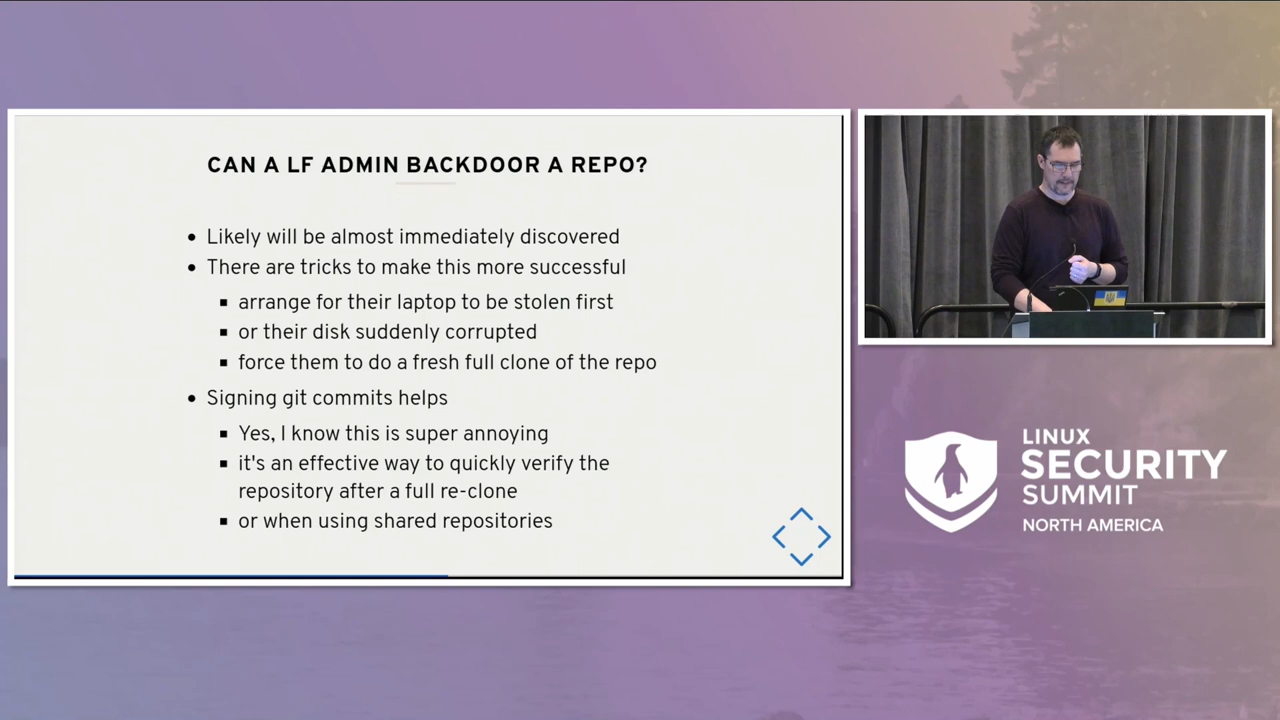 CAN A LF ADMIN BACKDOOR A REPO?
Likely will be almost immediately discovered
There are tricks to make this more successful
arrange for their laptop to be stolen first
or their disk suddenly corrupted
force them to do a fresh full clone of the repo
Signing git commits helps
Yes, I know this is super annoying
it's an effective way to quickly verify the
repository after a full re-clone
or when using shared repositories
LINUX
SECURITY
SUMMIT
NORTH AMERICA